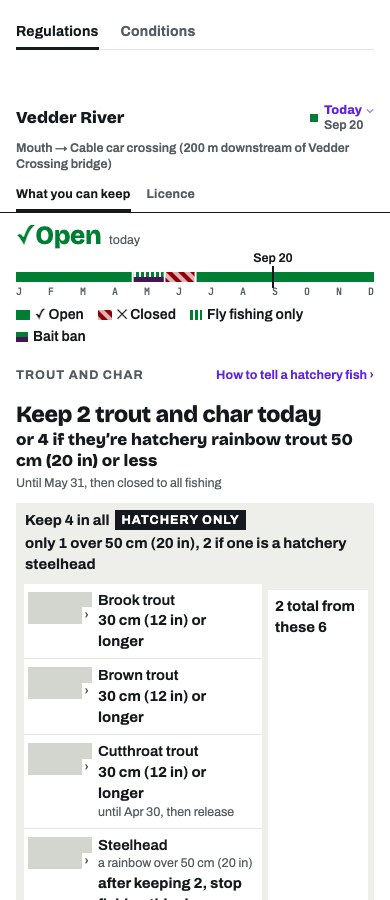 Regulations Conditions
Vedder River
Today
Sep 20
Mouth → Cable car crossing (200 m downstream of Vedder
Crossing bridge)
What you can keep Licence
✓Open today
Sep 20
J F M A M J J A S O N D
✓ Open ✕ Closed Fly fishing only
Bait ban
TROUT AND CHAR How to tell a hatchery fish ›
Keep 2 trout and char today
or 4 if they're hatchery rainbow trout 50
cm (20 in) or less
Until May 31, then closed to all fishing
Keep 4 in all HATCHERY ONLY
only 1 over 50 cm (20 in), 2 if one is a hatchery
steelhead
Brook trout
30 cm (12 in) or
longer
2 total from
these 6
Brown trout
30 cm (12 in) or
longer
Cutthroat trout
30 cm (12 in) or
longer
until Apr 30, then release
Steelhead
a rainbow over 50 cm (20 in)
after keeping 2, stop